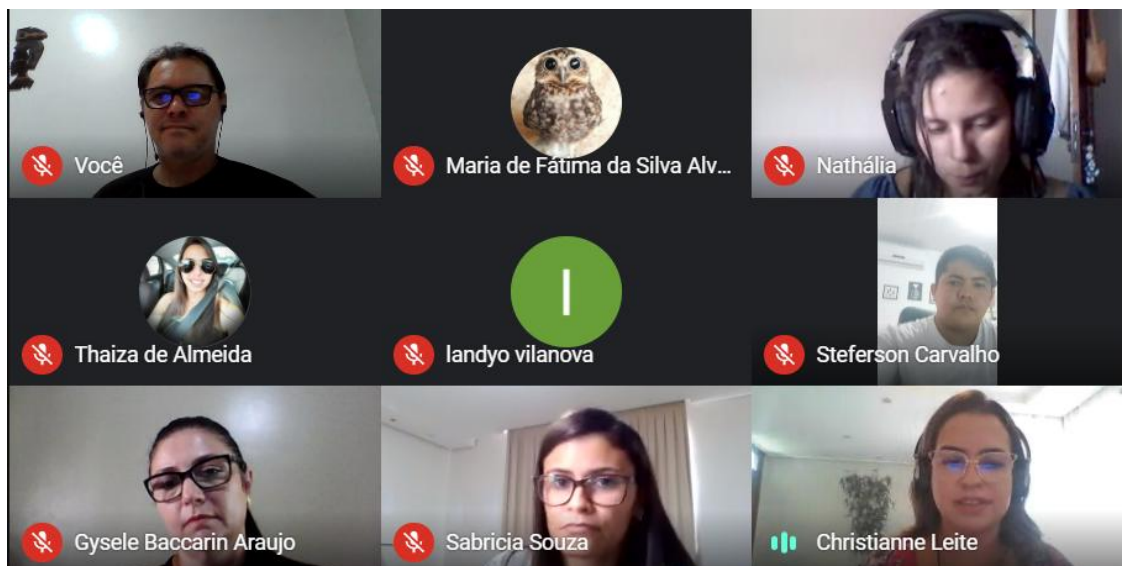 Você
Maria de Fátima da Silva Alv...
Nathália
Thaiza de Almeida
l
landyo vilanova
Steferson Carvalho
Gysele Baccarin Araujo
Sabricia Souza
Christianne Leite